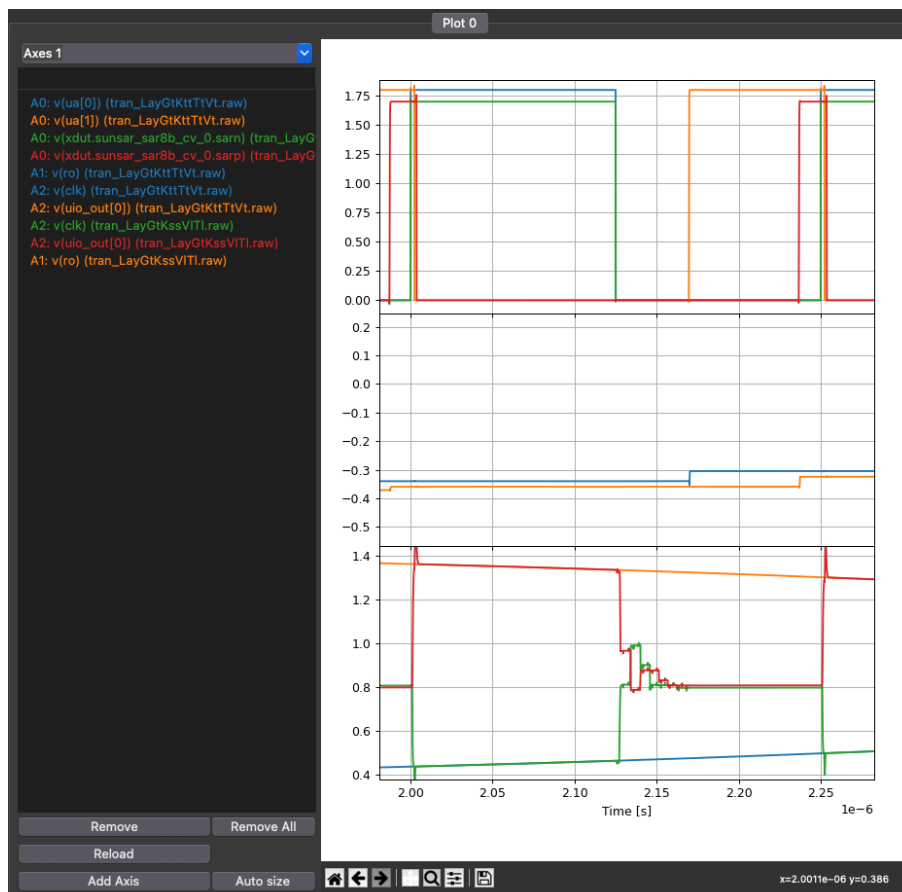 Plot 0
Axes 1
A0: v(ua[0]) (tran_LayGtKttTtVt.raw)
A0: v(ua[1]) (tran_LayGtKttTtVt.raw)
A0: v(xdut.sunsar_sar8b_cv_0.sarn) (tran_LayGt
A0: v(xdut.sunsar_sar8b_cv_0.sarp) (tran_LayG
A1: v(ro) (tran_LayGtKttTtVt.raw)
A2: v(clk) (tran_LayGtKttTtVt.raw)
A2: v(uio_out[0]) (tran_LayGtKttTtVt.raw)
A2: v(clk) (tran_LayGtKssVlTl.raw)
A2: v(uio_out[0]) (tran_LayGtKssVlTl.raw)
A1: v(ro) (tran_LayGtKssVlTl.raw)
1.75
1.50
1.25
1.00
0.75
0.50
0.25
0.00
0.2
0.1
0.0
−0.1
−0.2
−0.3
−0.4
−0.5
1.4
1.2
1.0
0.8
0.6
0.4
2.00 2.05 2.10 2.15 2.20 2.25
Time [s] 1e−6
Remove Remove All
Reload
Add Axis Auto size
x=2.0011e-06 y=0.386